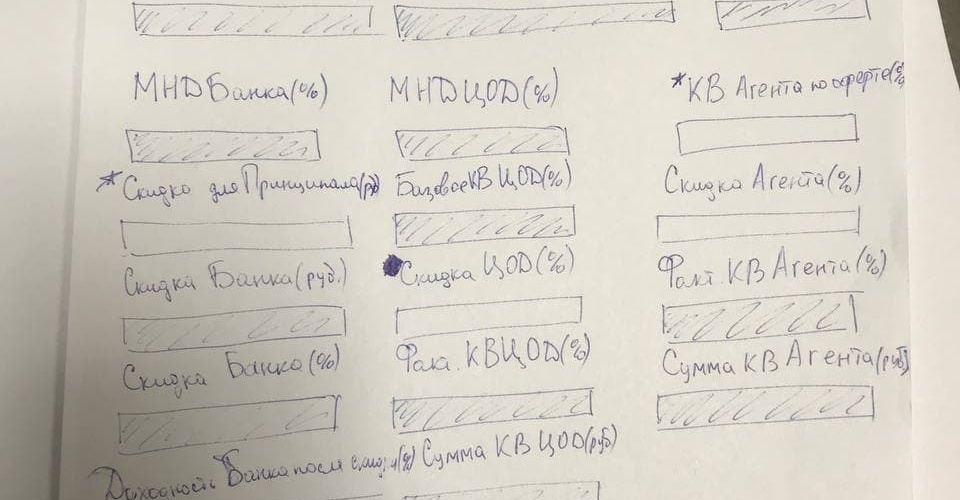 МНД Банка (%) МНД ЦОД (%) *КВ Агента по оферте (%
*Скидка для Принципала (рб) Базовое КВ ЦОД (%) Скидка Агента (%)
Скидка Банка (руб.) Скидка ЦОД (%) Факт. КВ Агента (%)
Скидка Банка (%) Факт. КВ ЦОД (%) Сумма КВ Агента (руб)
Доходность Банка после скидки (%) Сумма КВ ЦОД (руб)